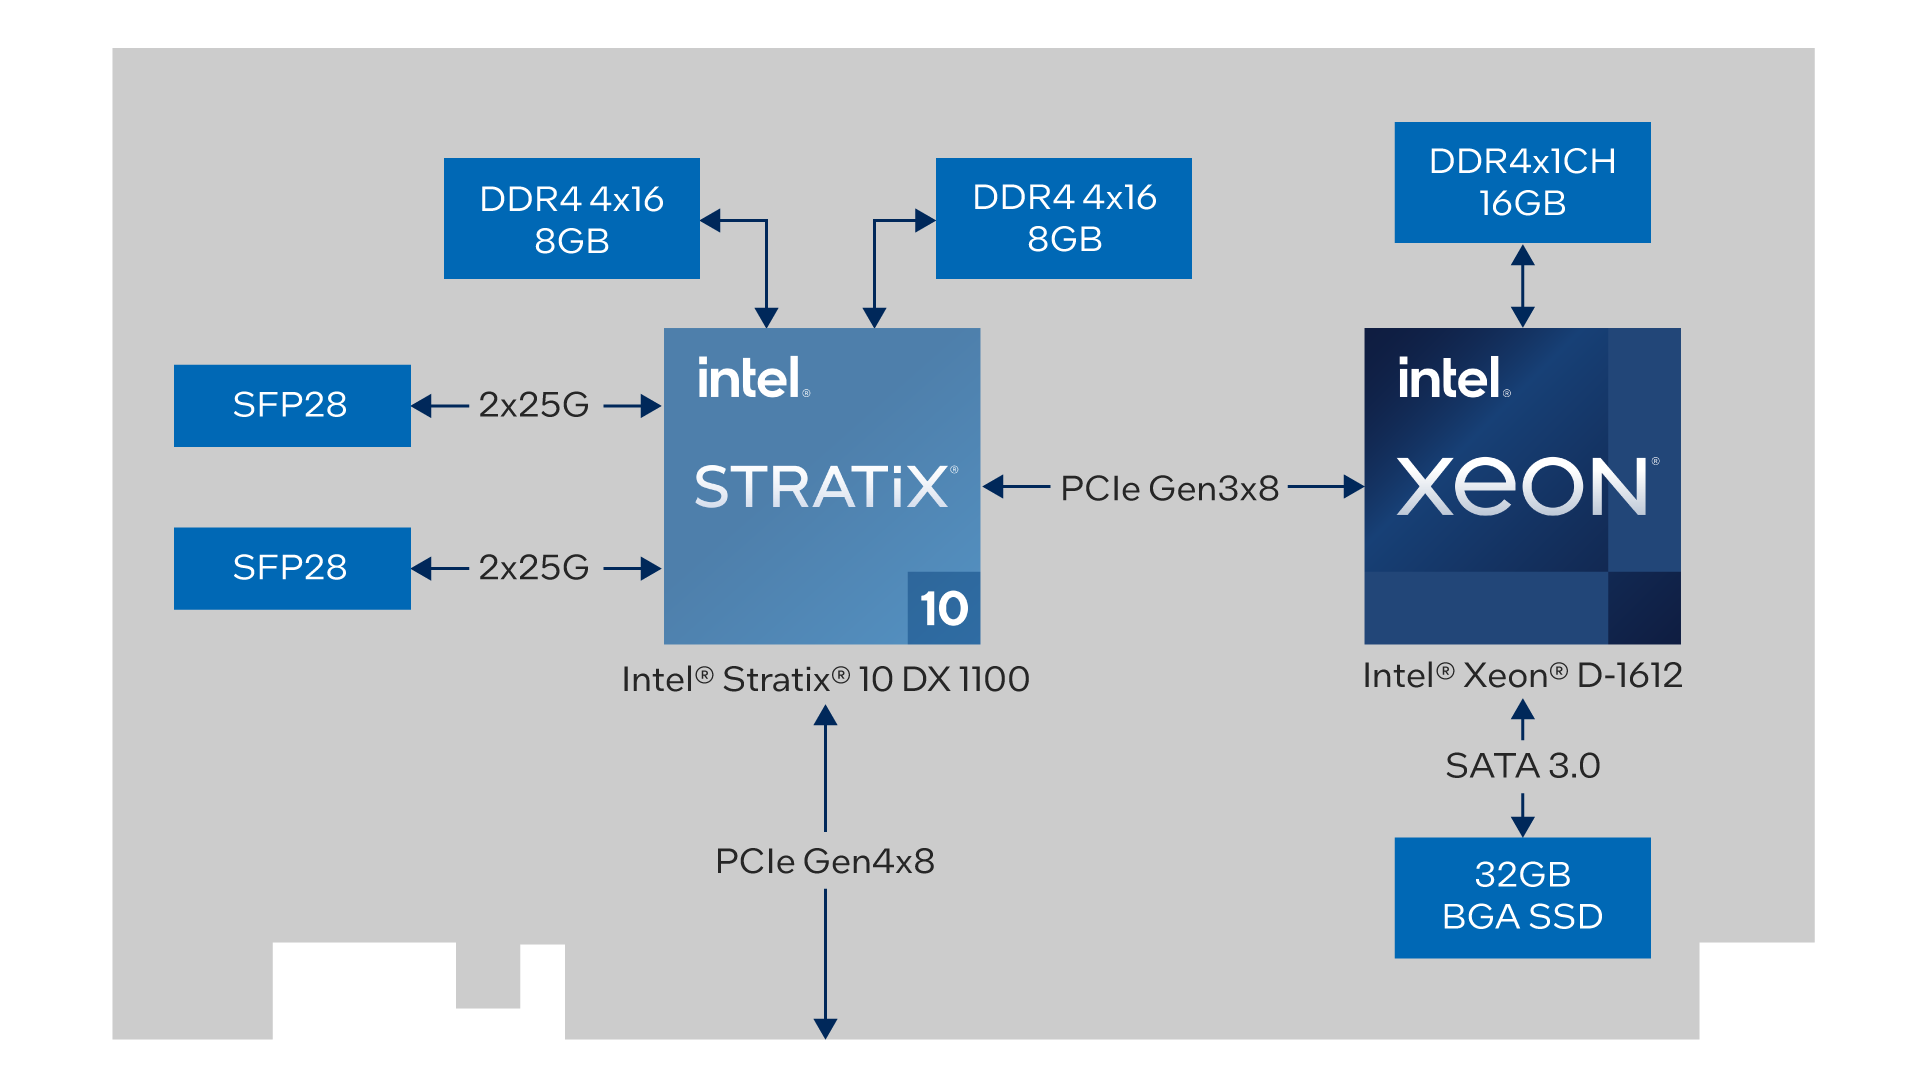 DDR4 4x16
8GB
DDR4 4x16
8GB
DDR4x1CH
16GB
SFP28
2x25G
SFP28
2x25G
intel®
STRATiX®
10
Intel® Stratix® 10 DX 1100
PCIe Gen3x8
intel®
xeon®
Intel® Xeon® D-1612
PCIe Gen4x8
SATA 3.0
32GB
BGA SSD